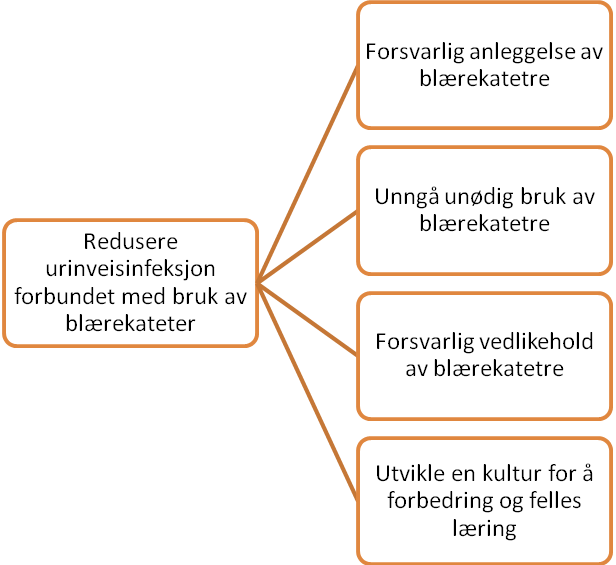 Redusere
urinveisinfeksjon
forbundet med bruk av
blærekateter
Forsvarlig anleggelse av
blærekatetre
Unngå unødig bruk av
blærekatetre
Forsvarlig vedlikehold
av blærekatetre
Utvikle en kultur for å
forbedring og felles
læring